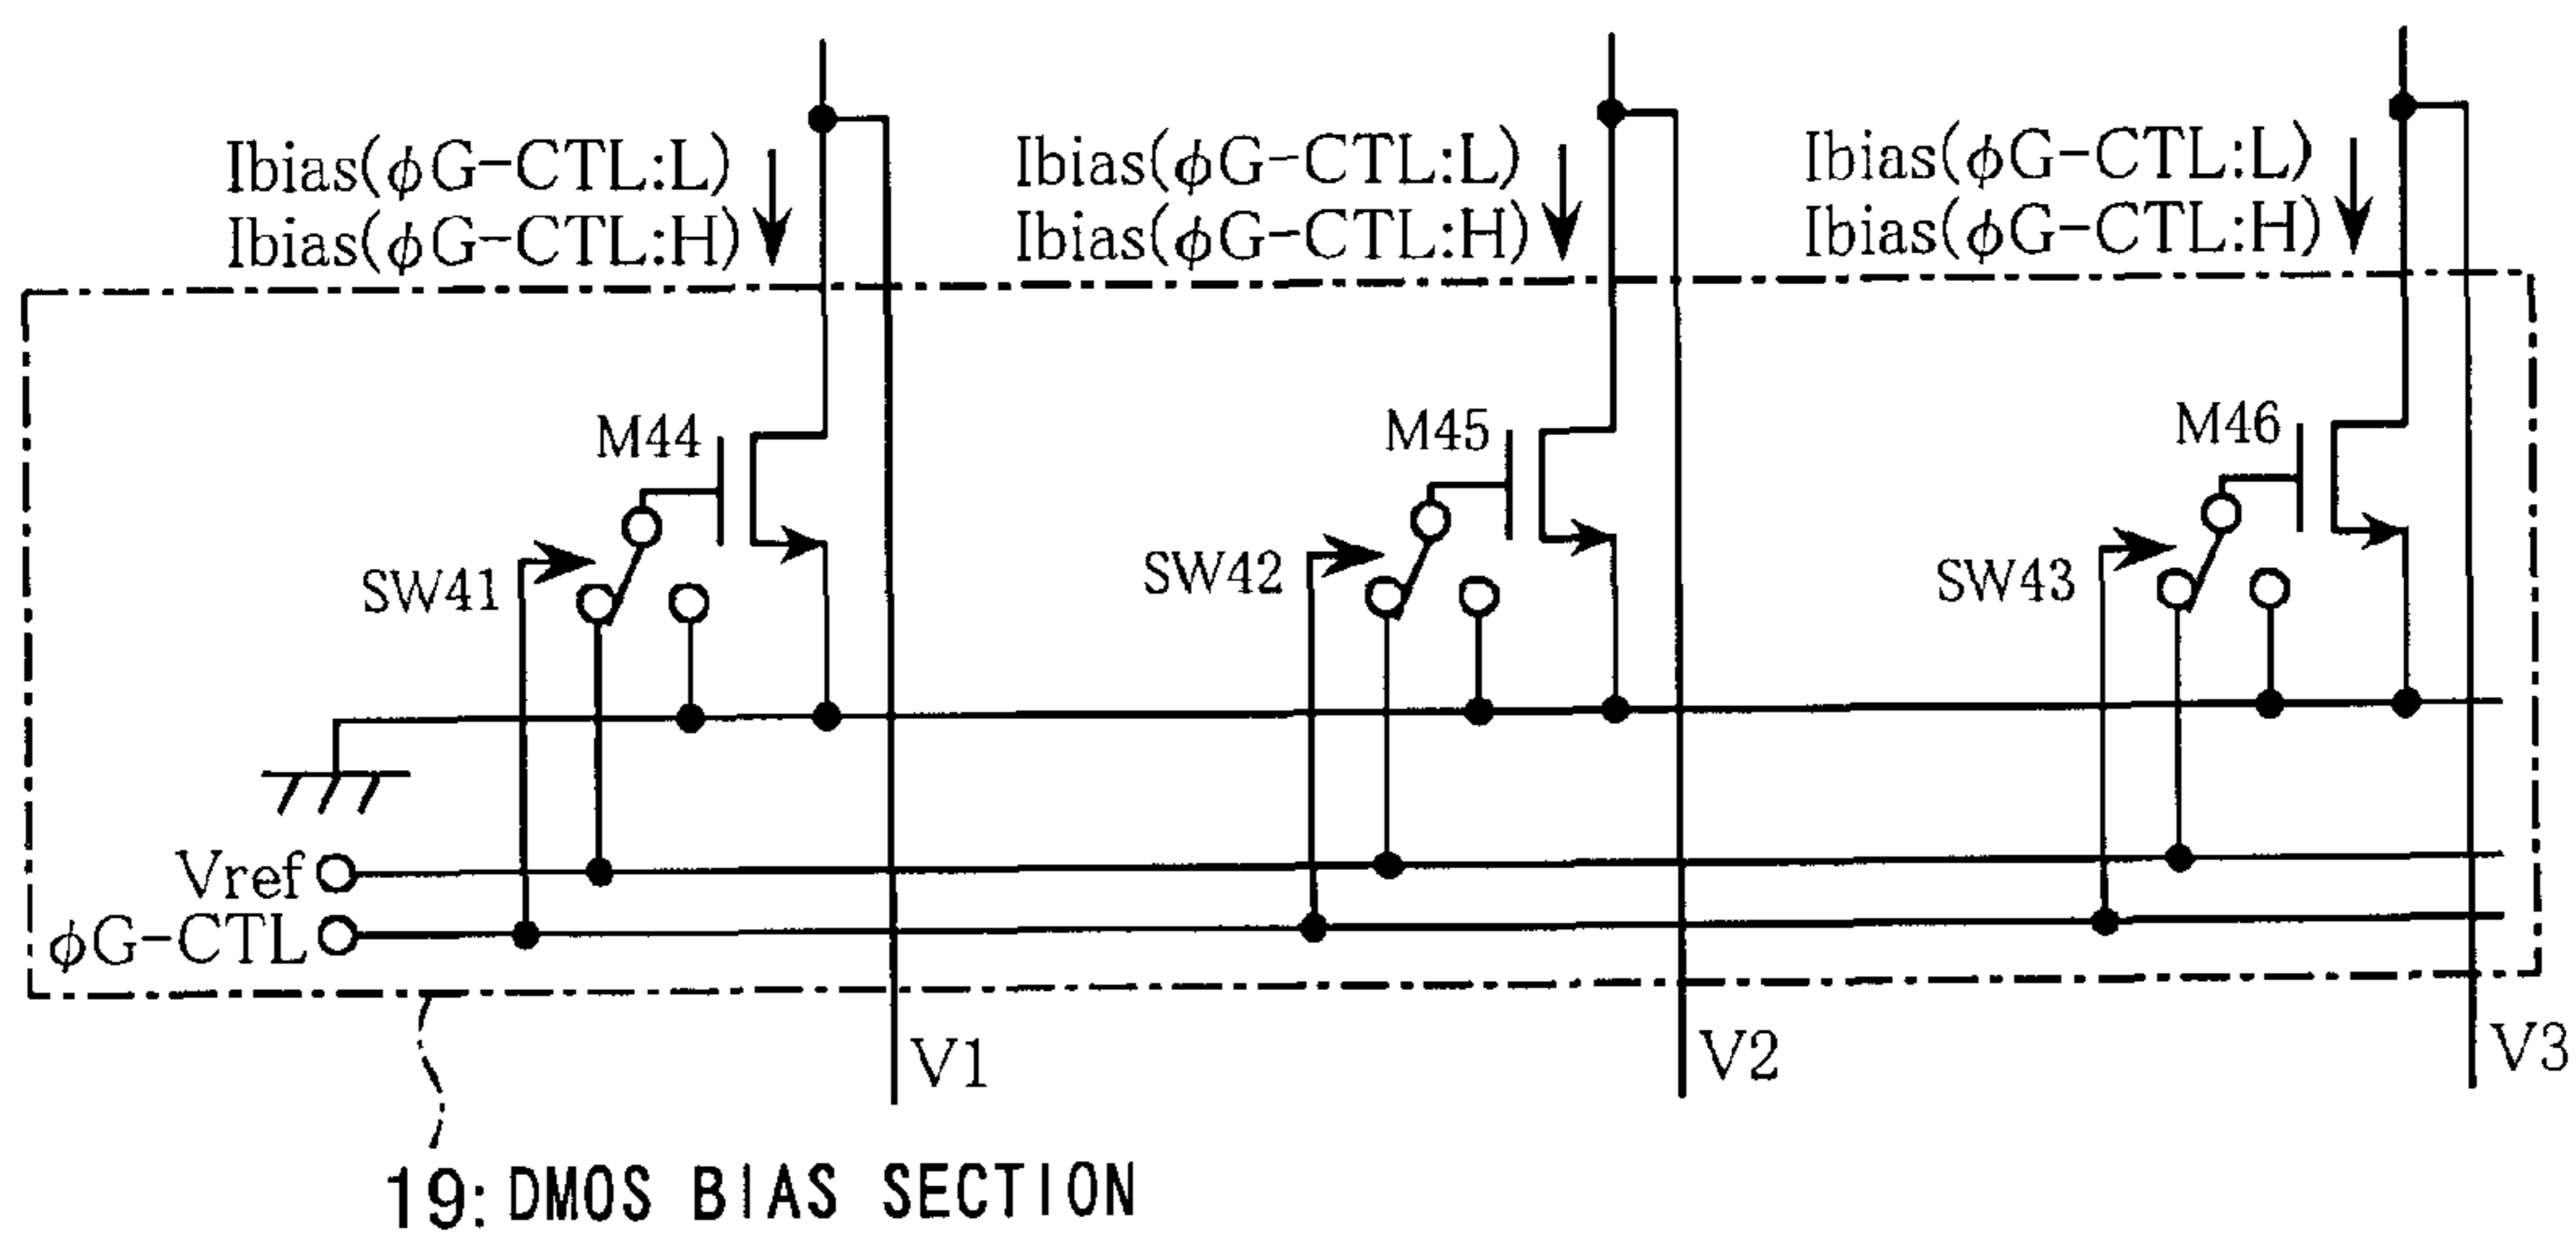 Ibias(ϕG-CTL:L)
Ibias(ϕG-CTL:H)
Ibias(ϕG-CTL:L)
Ibias(ϕG-CTL:H)
Ibias(ϕG-CTL:L)
Ibias(ϕG-CTL:H)
M44
M45
M46
SW41
SW42
SW43
Vref
ϕG-CTL
V1
V2
V3
19: DMOS BIAS SECTION